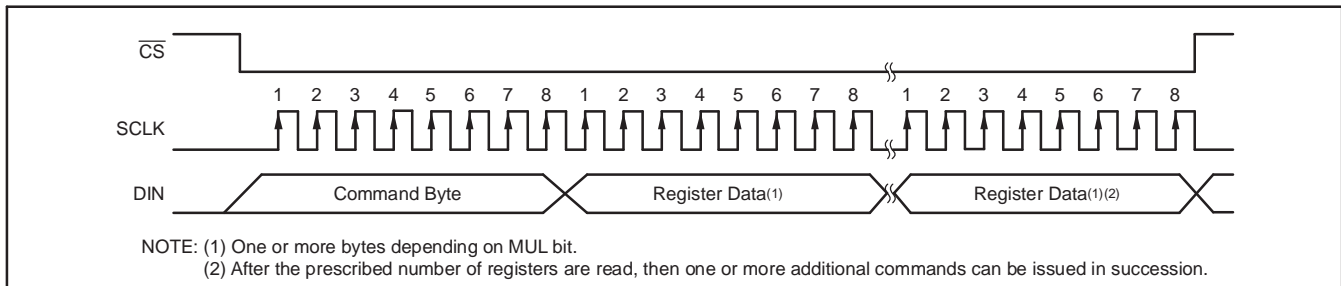 CS
1 2 3 4 5 6 7 8 1 2 3 4 5 6 7 8 1 2 3 4 5 6 7 8
SCLK
DIN Command Byte Register Data(1) Register Data(1)(2)
NOTE: (1) One or more bytes depending on MUL bit.
(2) After the prescribed number of registers are read, then one or more additional commands can be issued in succession.